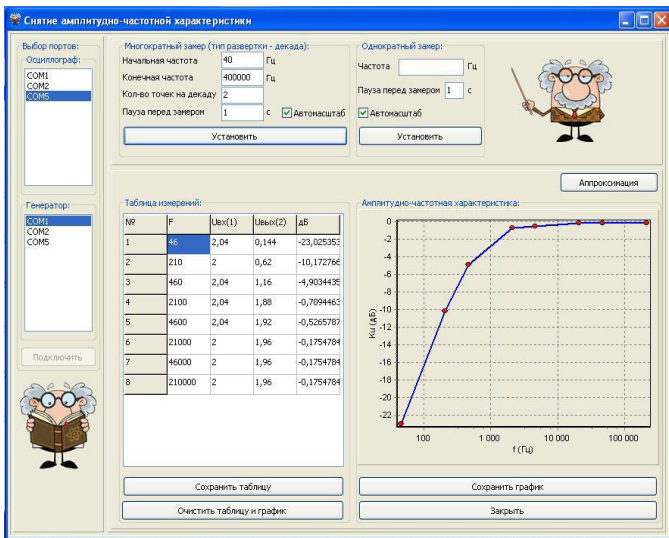 Снятие амплитудно-частотной характеристики
Выбор портов:
Осциллограф:
COM1
COM2
COM5
Генератор:
COM1
COM2
COM5
Подключить
Многократный замер (тип развертки - декада):
Начальная частота 40 Гц
Конечная частота 400000 Гц
Кол-во точек на декаду 2
Пауза перед замером 1 с Автомасштаб
Установить
Однократный замер:
Частота Гц
Пауза перед замером 1 с
Автомасштаб
Установить
Аппроксинация
Таблица измерений:
№ F Uвх(1) Uвых(2) дБ
1 46 2,04 0,144 -23,025353
2 210 2 0,62 -10,172766
3 460 2,04 1,16 -4,9034435
4 2100 2,04 1,88 -0,7094463
5 4600 2,04 1,92 -0,5265787
6 21000 2 1,96 -0,1754784
7 46000 2 1,96 -0,1754784
8 210000 2 1,96 -0,1754784
Сохранить таблицу
Очистить таблицу и график
Амплитудно-частотная характеристика:
0
-2
-4
-6
-8
-10
-12
-14
-16
-18
-20
-22
Ku (дБ)
100 1 000 10 000 100 000
f (Гц)
Сохранить график
Закрыть